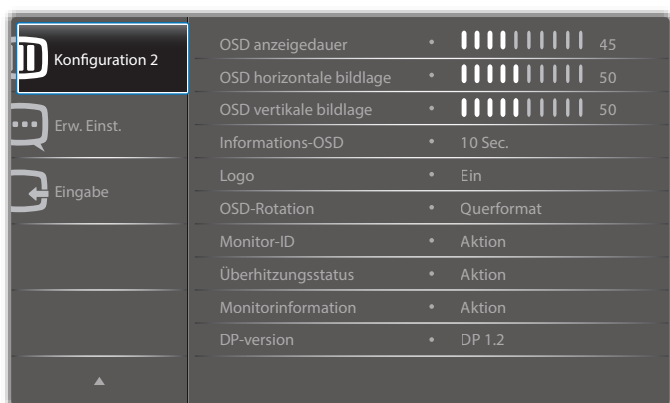 Konfiguration 2
Erw. Einst.
Eingabe
OSD anzeigedauer • 45
OSD horizontale bildlage • 50
OSD vertikale bildlage • 50
Informations-OSD • 10 Sec.
Logo • Ein
OSD-Rotation • Querformat
Monitor-ID • Aktion
Überhitzungsstatus • Aktion
Monitorinformation • Aktion
DP-version • DP 1.2